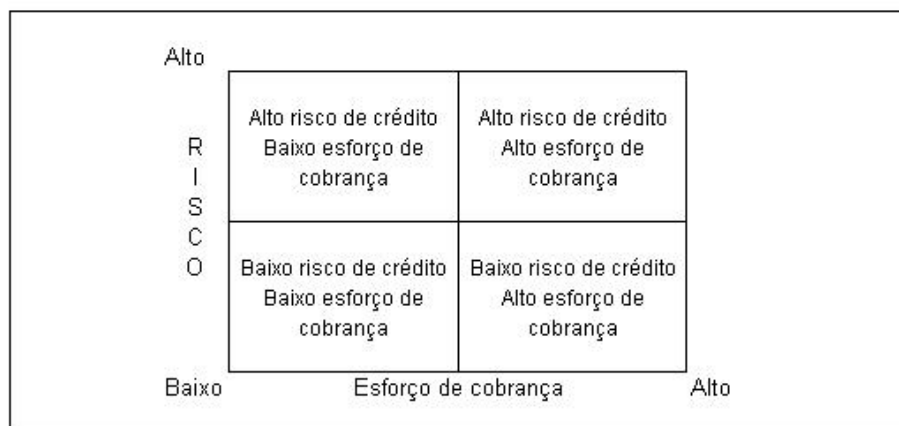 Alto
Alto risco de crédito
Baixo esforço de
cobrança
Alto risco de crédito
Alto esforço de
cobrança
R
I
S
C
O
Baixo risco de crédito
Baixo esforço de
cobrança
Baixo risco de crédito
Alto esforço de
cobrança
Baixo Esforço de cobrança Alto